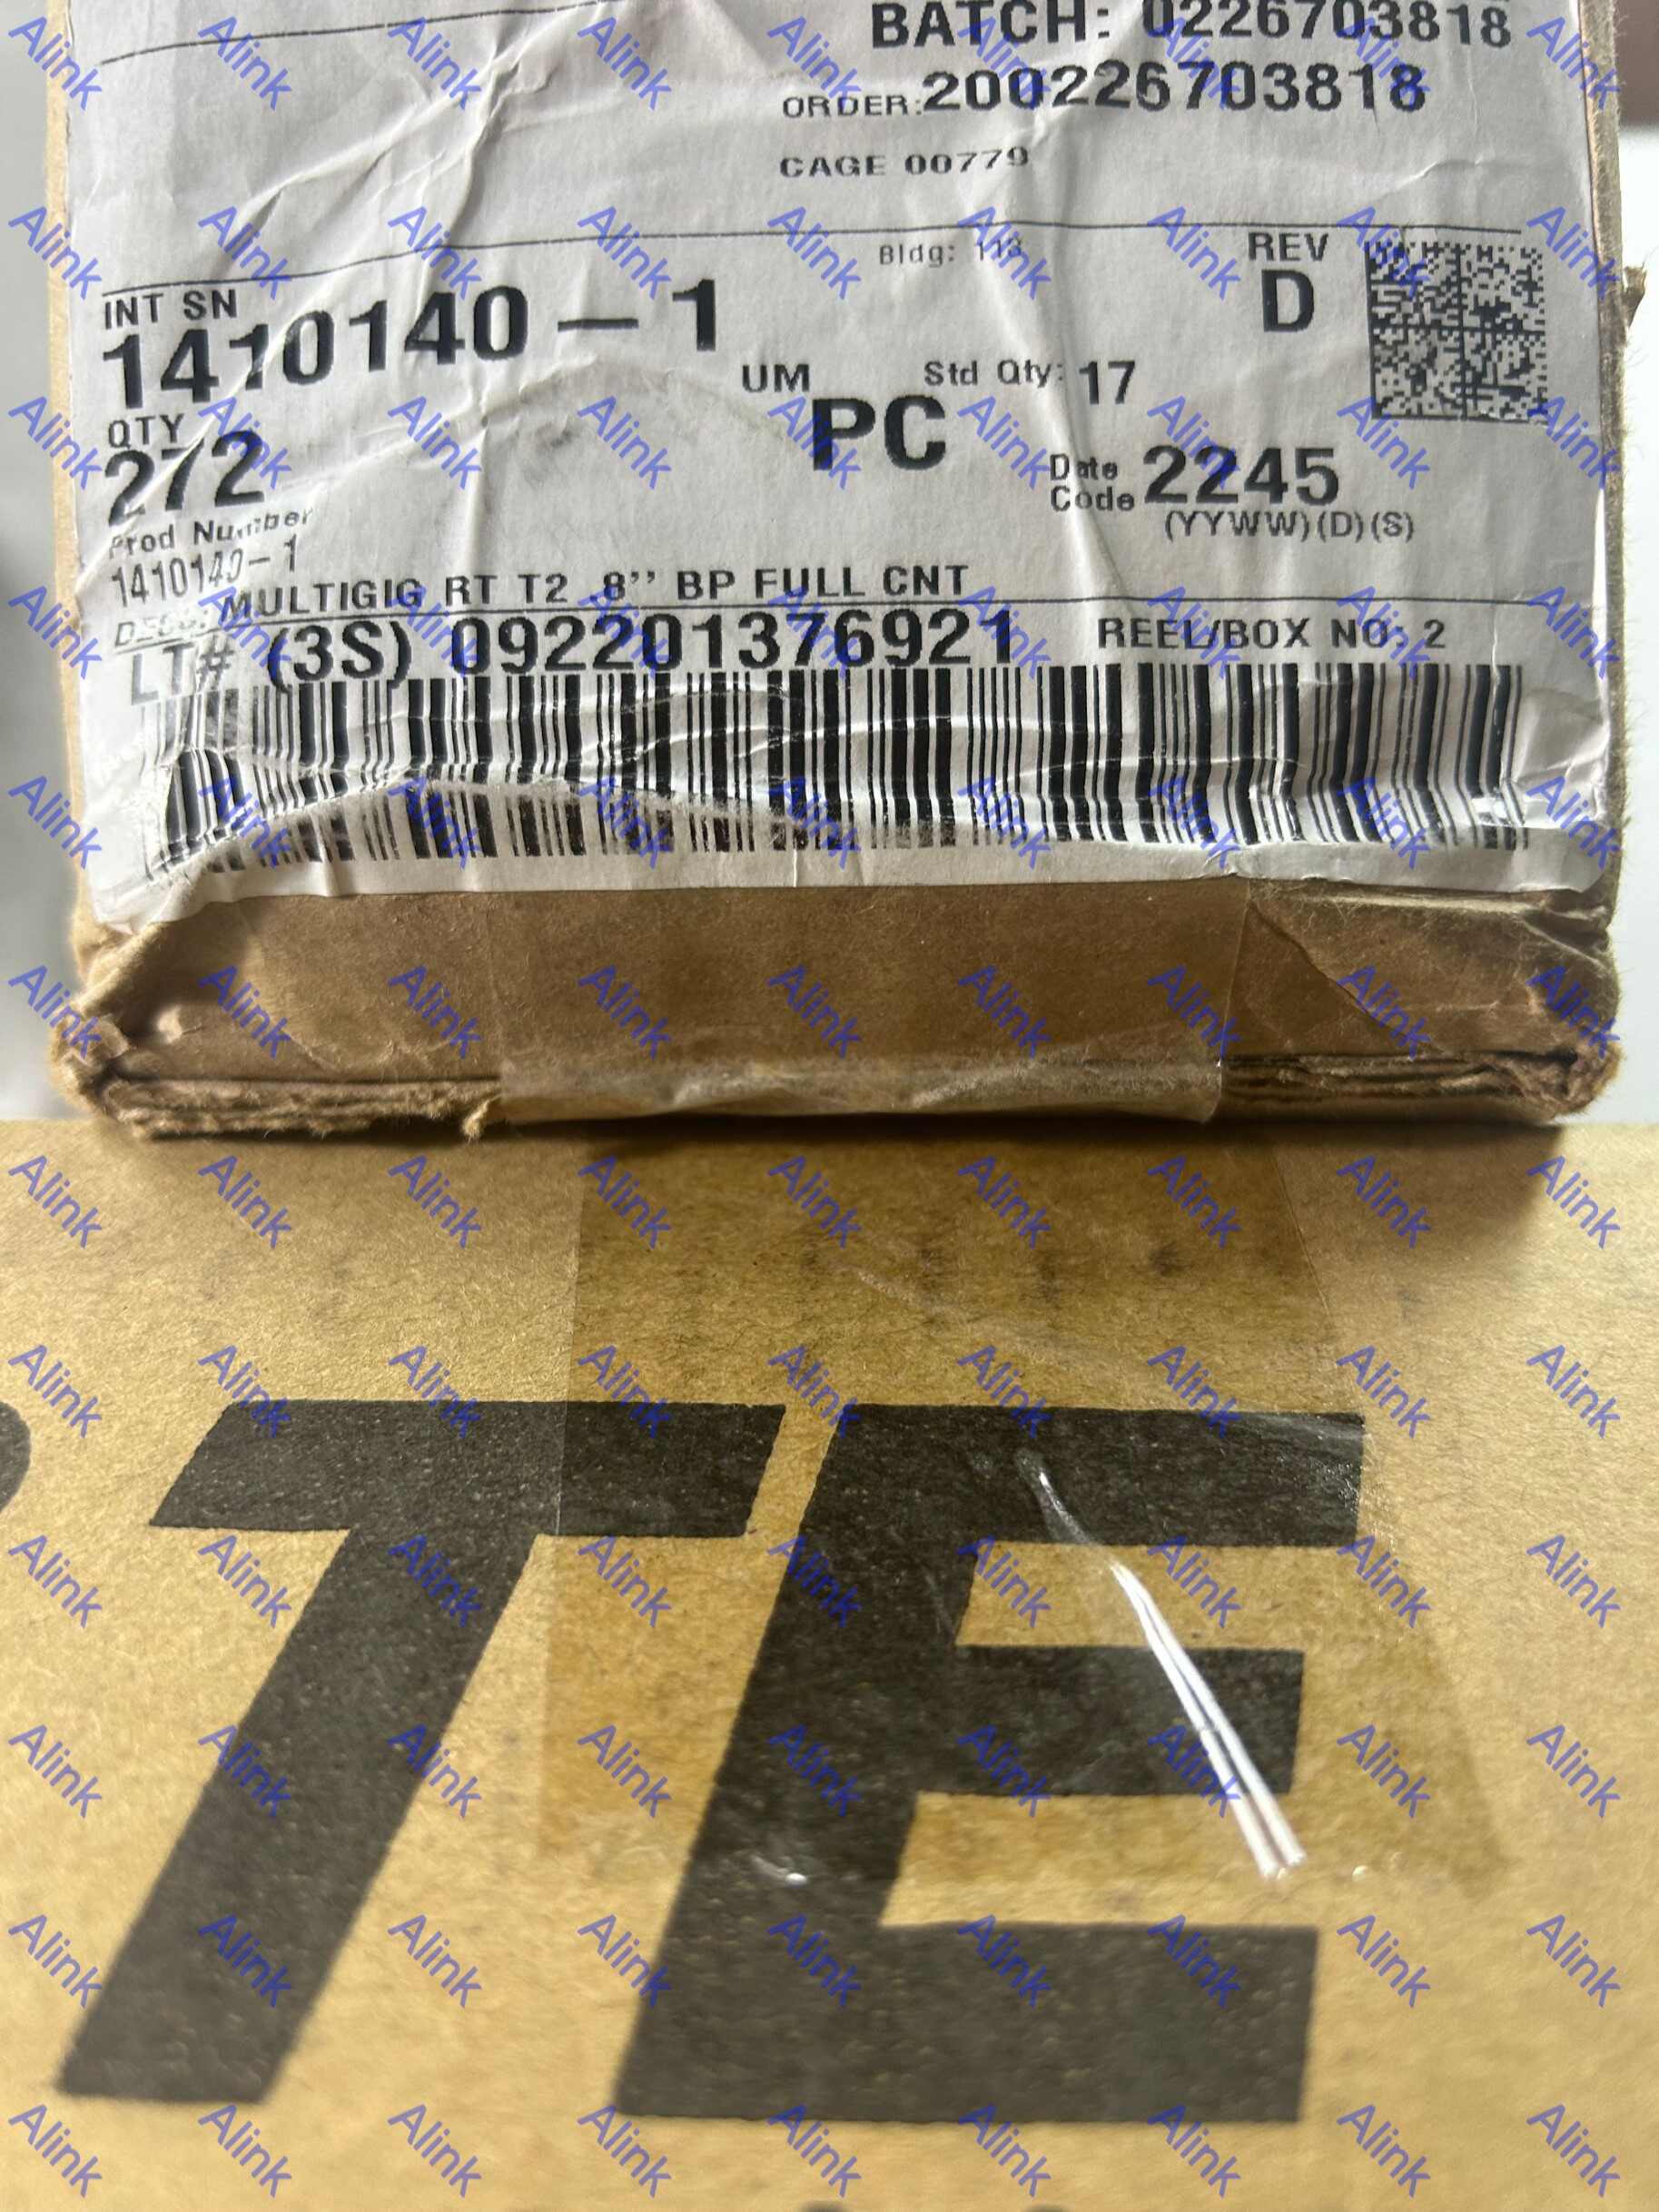 BATCH: 0226703818
ORDER: 200226703818
CAGE 00779
Bldg: 113
REV
D
INT SN
1410140-1
UM
PC
Std Qty: 17
QTY
272
Date Code 2245
(YYWW)(D)(S)
Prod Number
1410140-1
DESC: MULTIGIG RT T2 .8” BP FULL CNT
LT# (3S) 092201376921
REEL/BOX NO: 2
TE
Alink